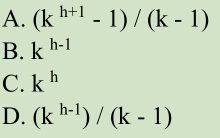 A. (k ʰ⁺¹ - 1) / (k - 1)
B. k ʰ⁻¹
C. k ʰ
D. (k ʰ⁻¹) / (k - 1)